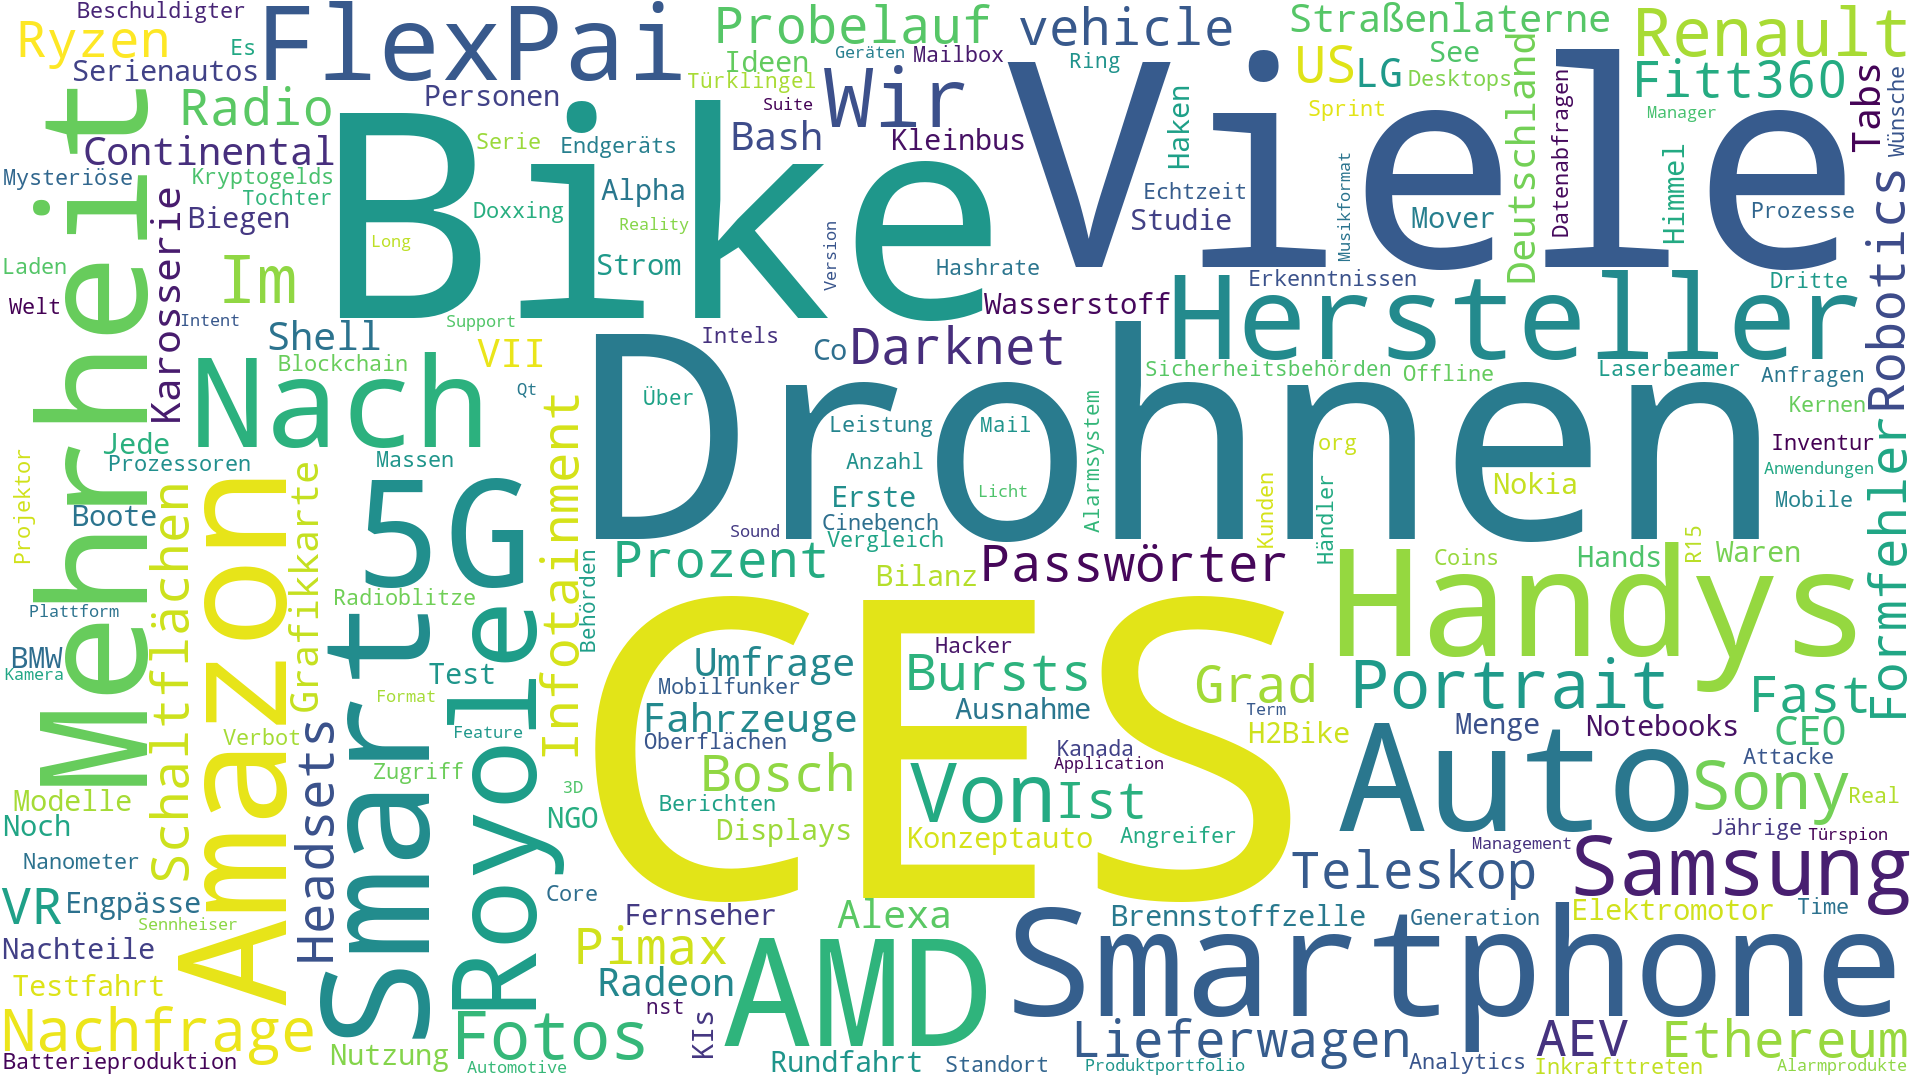 Beschuldigter
Ryzen
Es
FlexPai
Serienautos
Personen
Radio
Continental
Mysteriöse
Kryptogelds
Tochter
Biegen
Laden
Welt
Im
Intent
Mehrheit
Karosserie
Shell
Blockchain
Nach
Probelauf
Ideen
Geräten
Mailbox
Türklingel
Suite
Wir
Bash
Kleinbus
Serie
Endgeräts
Alpha
Doxxing
Reality
Long
Strom
Version
Hashrate
Bike
Support
VII
Qt
Intels
Co
Darknet
Wasserstoff
vehicle
Ring
Haken
Echtzeit
Studie
Viele
Straßenlaterne
US
LG
See
Desktops
Sprint
Musikformat
Mover
Deutschland
Datenabfragen
Himmel
Renault
Fitt360
Manager
Tabs
Wünsche
Prozesse
Robotics
Erkenntnissen
Dritte
Hersteller
Sicherheitsbehörden
Offline
Laserbeamer
Anfragen
Kernen
Inventur
Anwendungen
Mobile
Formfehler
Über
Leistung
Mail
Anzahl
Erste
Licht
Cinebench
Vergleich
Sound
Alarmsystem
Drohnen
org
Nokia
Kunden
Händler
R15
Jede
Prozessoren
Massen
Projektor
Boote
Schaltflächen
Amazon
Grafikkarte
5G
Infotainment
Behörden
Radioblitze
Plattform
BMW
Kamera
Test
Format
Feature
Verbot
Zugriff
3D
NGO
Headsets
Smart
Royole
Modelle
Noch
Nanometer
VR
Engpässe
Sennheiser
Nachteile
Testfahrt
Nachfrage
Batterieproduktion
Nutzung
Fotos
Automotive
Core
Prozent
Bilanz
Passwörter
Umfrage
Mobilfunker
Fahrzeuge
Oberflächen
Bosch
Berichten
Displays
Hacker
Bursts
Ausnahme
Von
Ist
Kanada
Application
Konzeptauto
Angreifer
CES
Grad
Term
H2Bike
Handys
Coins
Hands
Waren
Portrait
Fast
Menge
Notebooks
CEO
Attacke
Auto
Sony
Real
Jährige
Türspion
Management
Samsung
Teleskop
Elektromotor
Time
Fernseher
Alexa
Pimax
Radeon
nst
KIs
AMD
Rundfahrt
Standort
Brennstoffzelle
Generation
Smartphone
Lieferwagen
Produktportfolio
Analytics
AEV
Inkrafttreten
Ethereum
Alarmprodukte